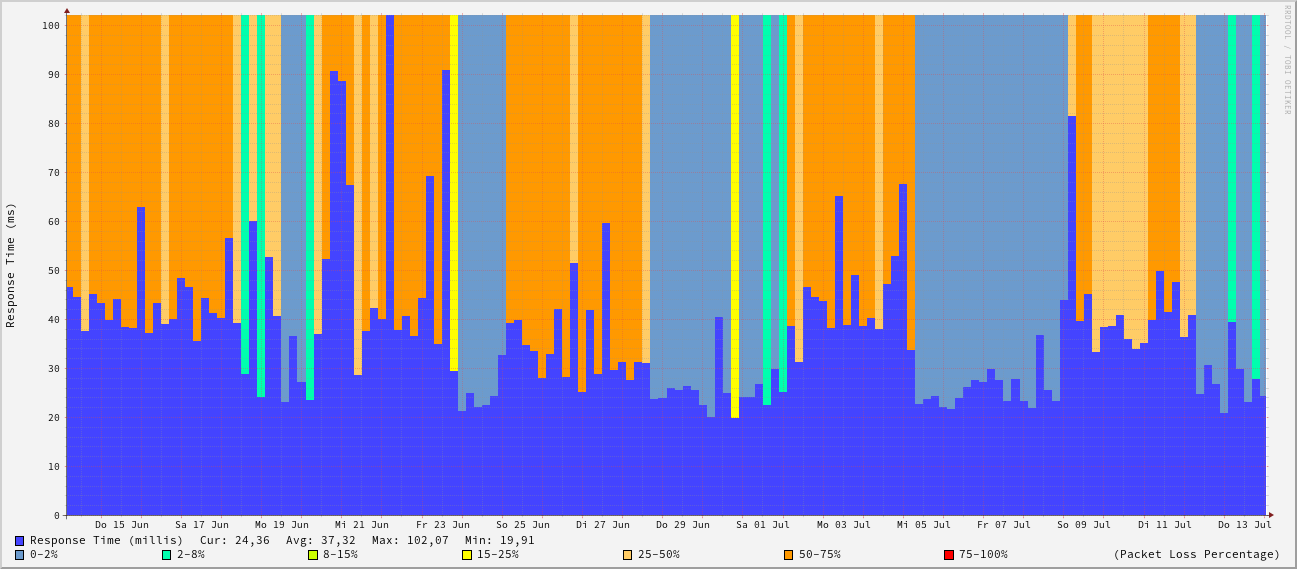 RRDTOOL / TOBI OETIKER
Response Time (ms)
100
90
80
70
60
50
40
30
20
10
0
Do 15 Jun Sa 17 Jun Mo 19 Jun Mi 21 Jun Fr 23 Jun So 25 Jun Di 27 Jun Do 29 Jun Sa 01 Jul Mo 03 Jul Mi 05 Jul Fr 07 Jul So 09 Jul Di 11 Jul Do 13 Jul
Response Time (millis) Cur: 24,36 Avg: 37,32 Max: 102,07 Min: 19,91
0-2% 2-8% 8-15% 15-25% 25-50% 50-75% 75-100% (Packet Loss Percentage)